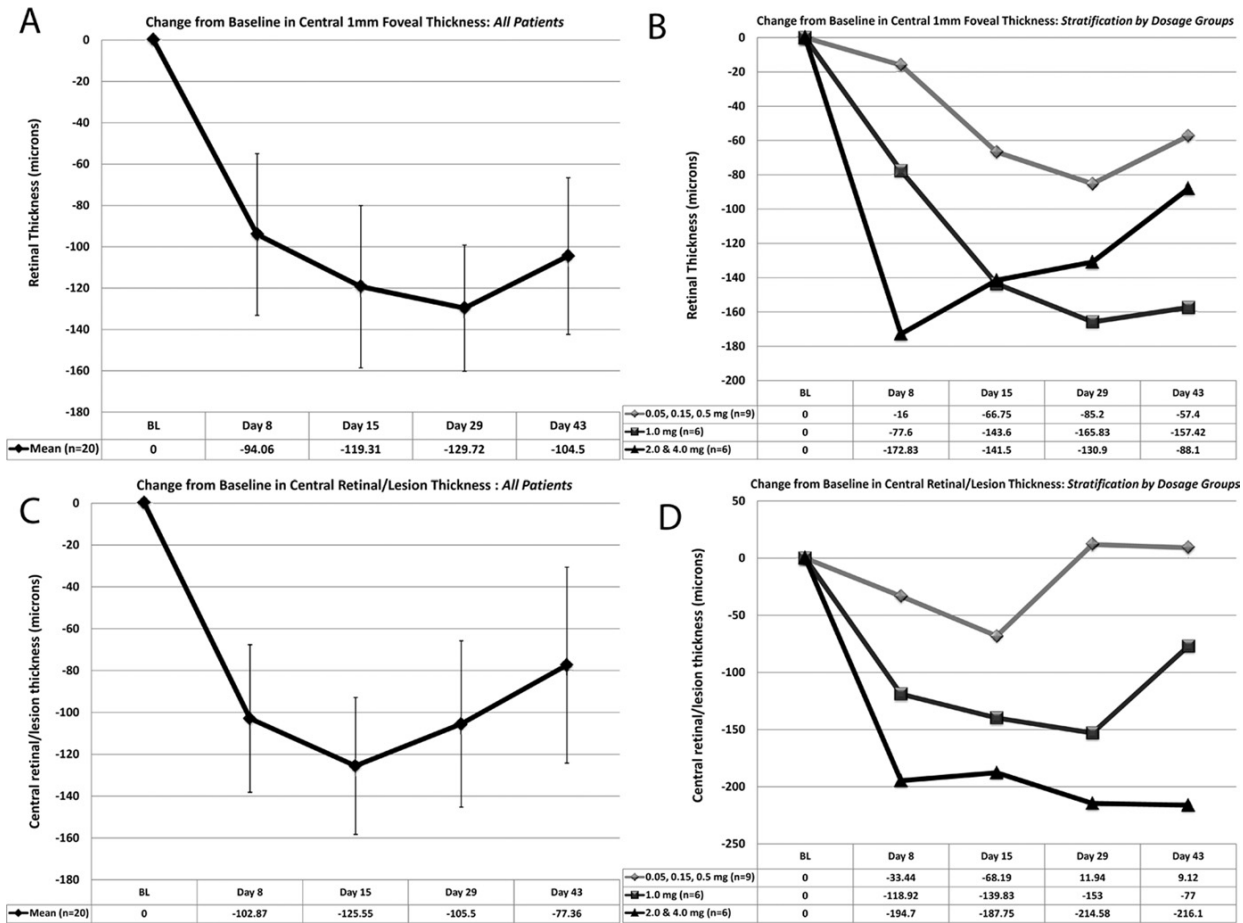 A
Change from Baseline in Central 1mm Foveal Thickness: All Patients
Retinal Thickness (microns)
0
-20
-40
-60
-80
-100
-120
-140
-160
-180
BL Day 8 Day 15 Day 29 Day 43
Mean (n=20) 0 -94.06 -119.31 -129.72 -104.5
B
Change from Baseline in Central 1mm Foveal Thickness: Stratification by Dosage Groups
Retinal Thickness (microns)
0
-20
-40
-60
-80
-100
-120
-140
-160
-180
-200
BL Day 8 Day 15 Day 29 Day 43
0.05, 0.15, 0.5 mg (n=9) 0 -16 -66.75 -85.2 -57.4
1.0 mg (n=6) 0 -77.6 -143.6 -165.83 -157.42
2.0 & 4.0 mg (n=6) 0 -172.83 -141.5 -130.9 -88.1
C
Change from Baseline in Central Retinal/Lesion Thickness : All Patients
Central retinal/lesion thickness (microns)
0
-20
-40
-60
-80
-100
-120
-140
-160
-180
BL Day 8 Day 15 Day 29 Day 43
Mean (n=20) 0 -102.87 -125.55 -105.5 -77.36
D
Change from Baseline in Central Retinal/Lesion Thickness: Stratification by Dosage Groups
Central retinal/lesion thickness (microns)
50
0
-50
-100
-150
-200
-250
BL Day 8 Day 15 Day 29 Day 43
0.05, 0.15, 0.5 mg (n=9) 0 -33.44 -68.19 11.94 9.12
1.0 mg (n=6) 0 -118.92 -139.83 -153 -77
2.0 & 4.0 mg (n=6) 0 -194.7 -187.75 -214.58 -216.1